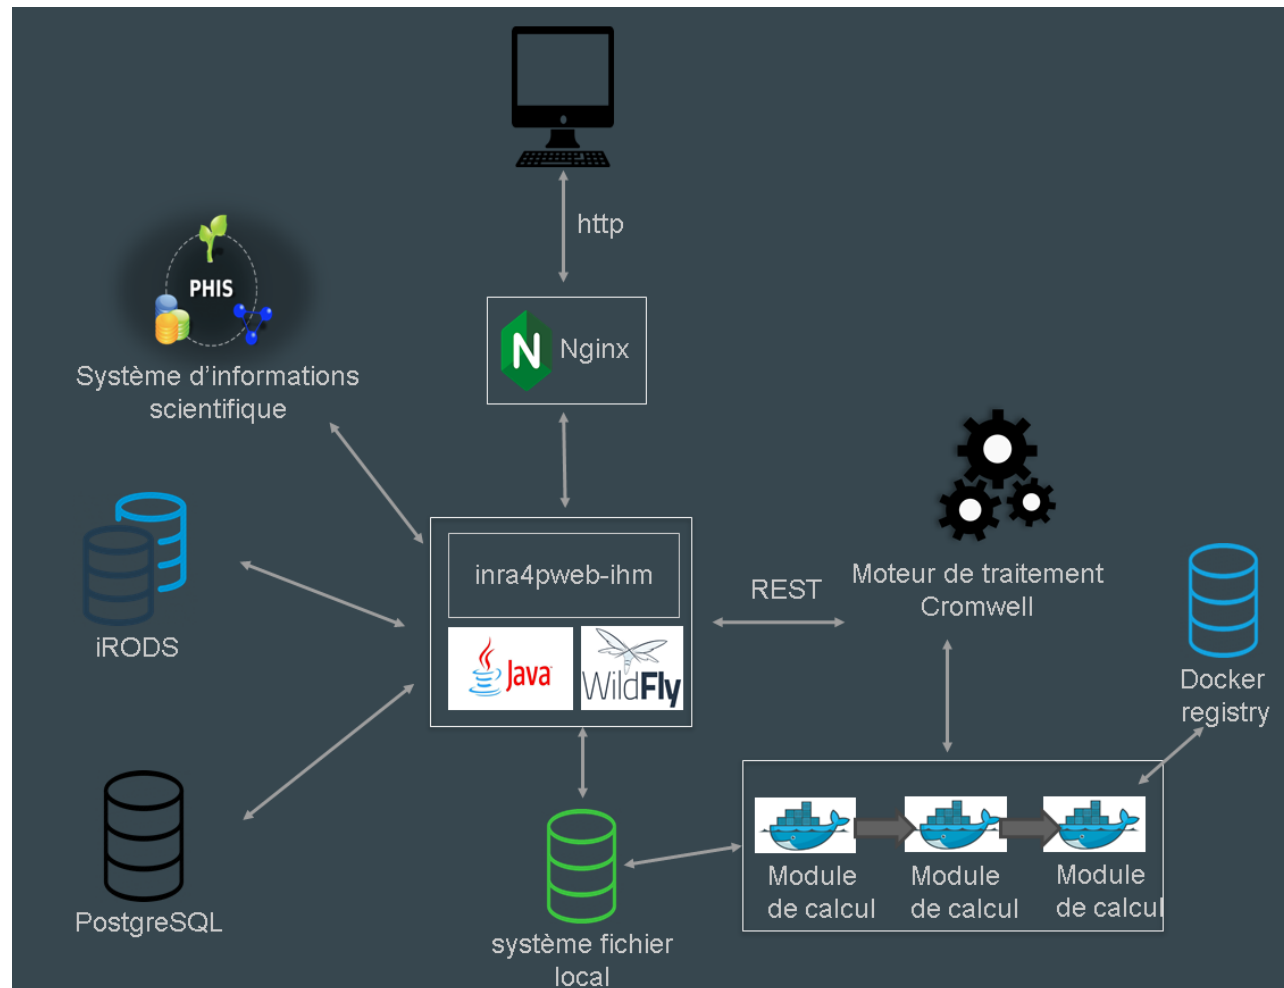 http
PHIS
N Nginx
Système d'informations
scientifique
inra4pweb-ihm
Java
WildFly
REST
Moteur de traitement
Cromwell
iRODS
Docker
registry
PostgreSQL
système fichier
local
Module
de calcul
Module
de calcul
Module
de calcul